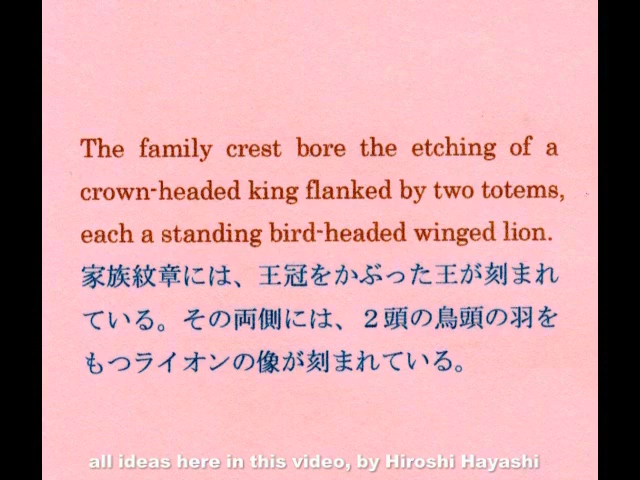 The family crest bore the etching of a
crown-headed king flanked by two totems,
each a standing bird-headed winged lion.
家族紋章には、王冠をかぶった王が刻まれ
ている。その両側には、２頭の鳥頭の羽を
もつライオンの像が刻まれている。
all ideas here in this video, by Hiroshi Hayashi